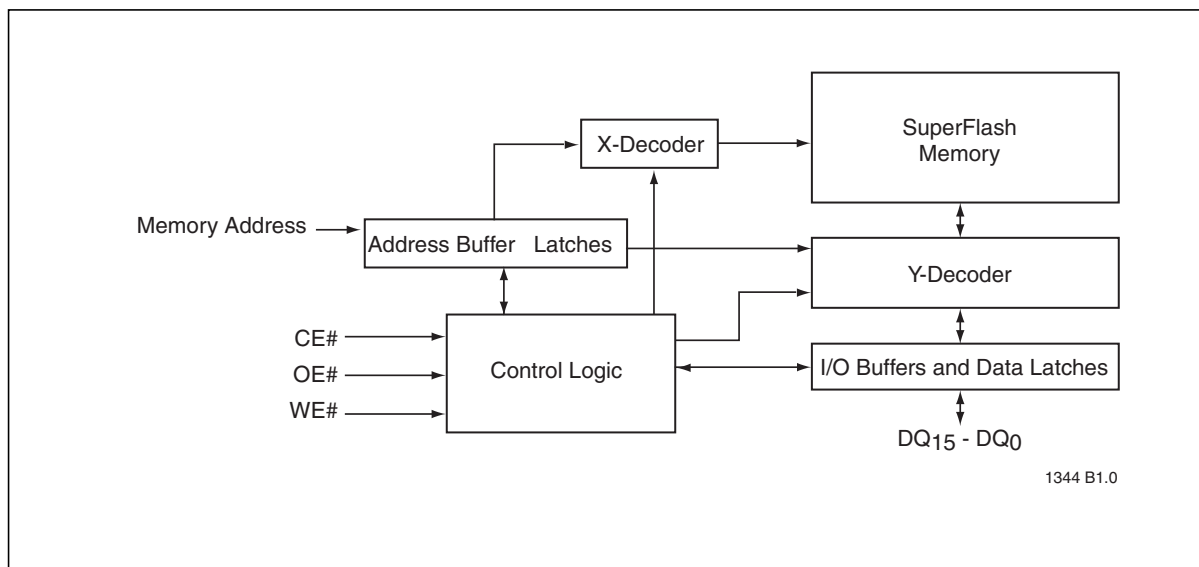 SuperFlash
Memory
X-Decoder
Memory Address
Address Buffer Latches
Y-Decoder
CE#
OE#
WE#
Control Logic
I/O Buffers and Data Latches
DQ15 - DQ0
1344 B1.0